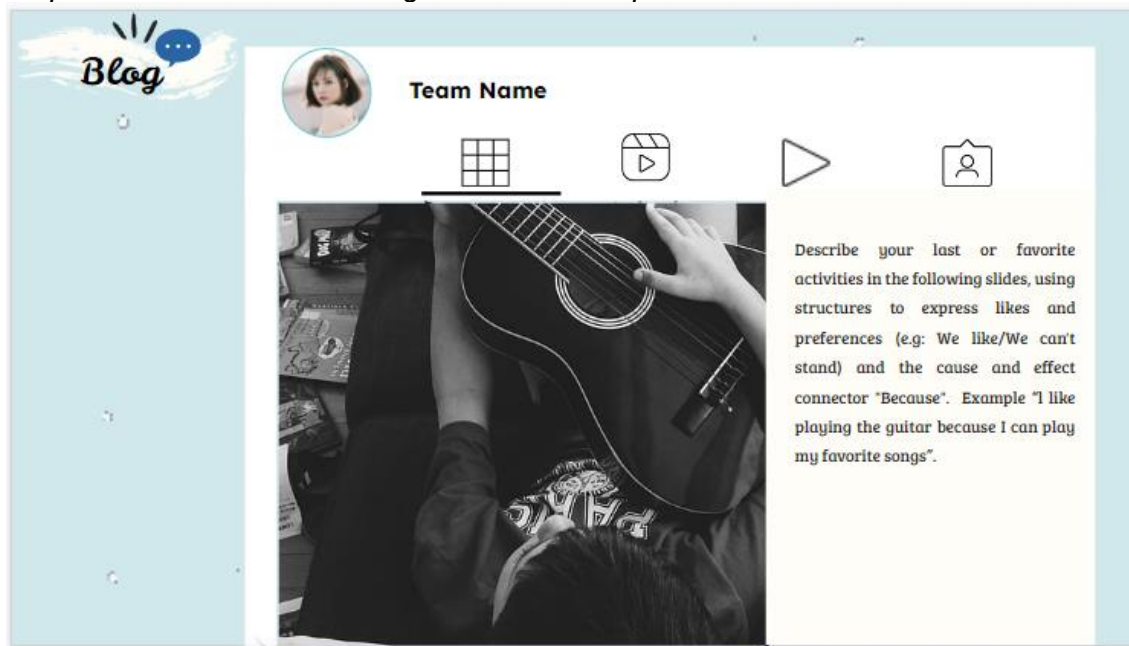 Blog
Team Name
Describe your last or favorite
activities in the following slides, using
structures to express likes and
preferences (e.g: We like/We can't
stand) and the cause and effect
connector "Because". Example "I like
playing the guitar because I can play
my favorite songs".